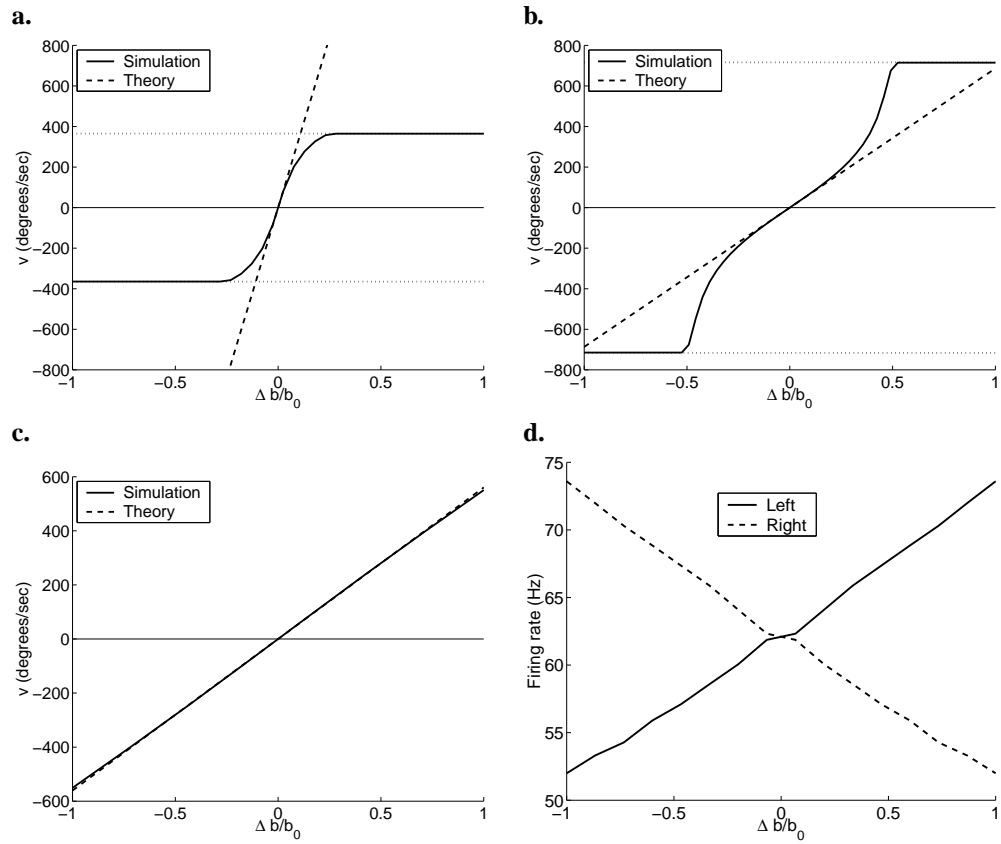 a.
800
600
400
200
0
−200
−400
−600
−800
−1
−0.5
0
0.5
1
v (degrees/sec)
Δ b/b0
Simulation
Theory
b.
800
600
400
200
0
−200
−400
−600
−800
−1
−0.5
0
0.5
1
v (degrees/sec)
Δ b/b0
Simulation
Theory
c.
600
400
200
0
−200
−400
−600
−1
−0.5
0
0.5
1
v (degrees/sec)
Δ b/b0
Simulation
Theory
d.
75
70
65
60
55
50
−1
−0.5
0
0.5
1
Firing rate (Hz)
Δ b/b0
Left
Right